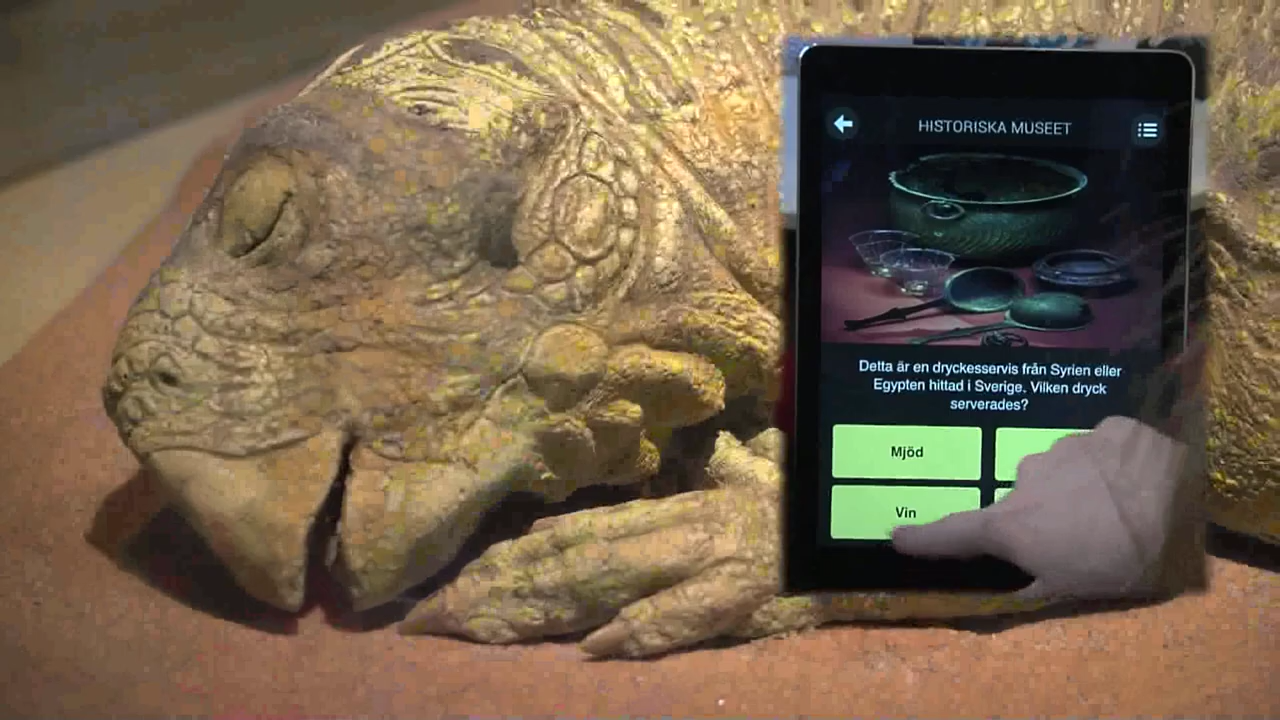 HISTORISKA MUSEET
Detta är en dryckesservis från Syrien eller
Egypten hittad i Sverige. Vilken dryck
serverades?
Mjöd
Vin